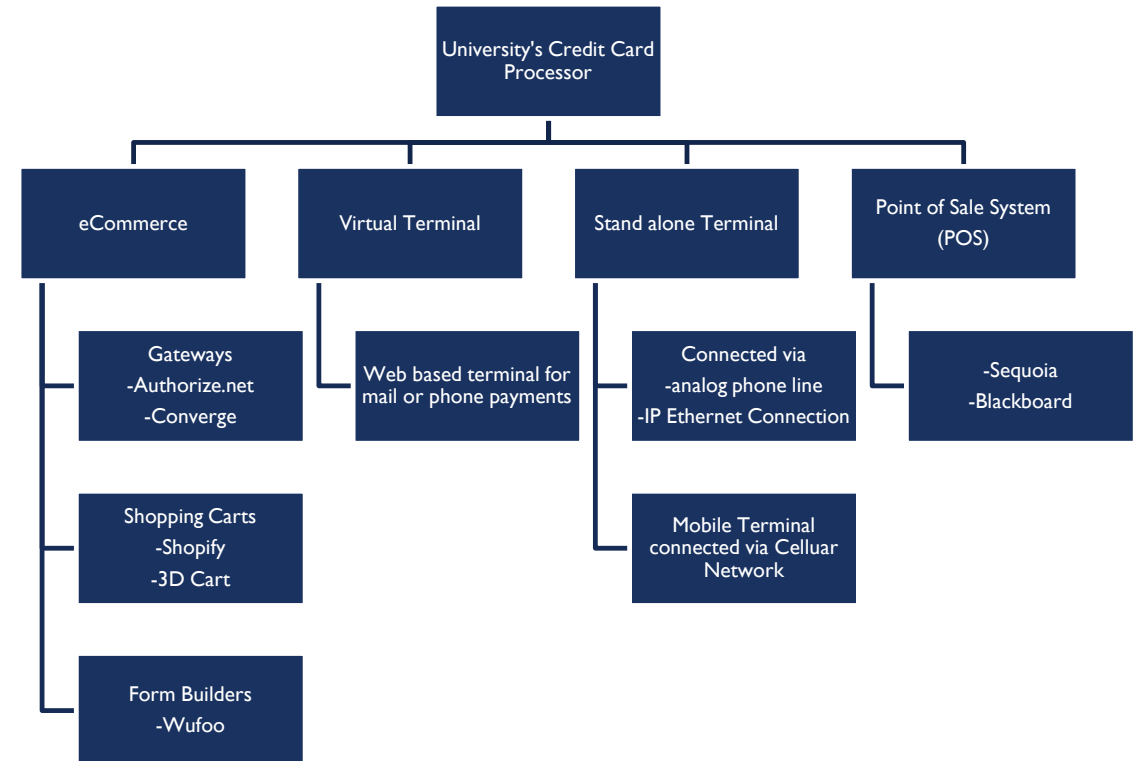 University's Credit Card
Processor
eCommerce
Virtual Terminal
Stand alone Terminal
Point of Sale System
(POS)
Gateways
-Authorize.net
-Converge
Web based terminal for
mail or phone payments
Connected via
-analog phone line
-IP Ethernet Connection
-Sequoia
-Blackboard
Shopping Carts
-Shopify
-3D Cart
Mobile Terminal
connected via Celluar
Network
Form Builders
-Wufoo